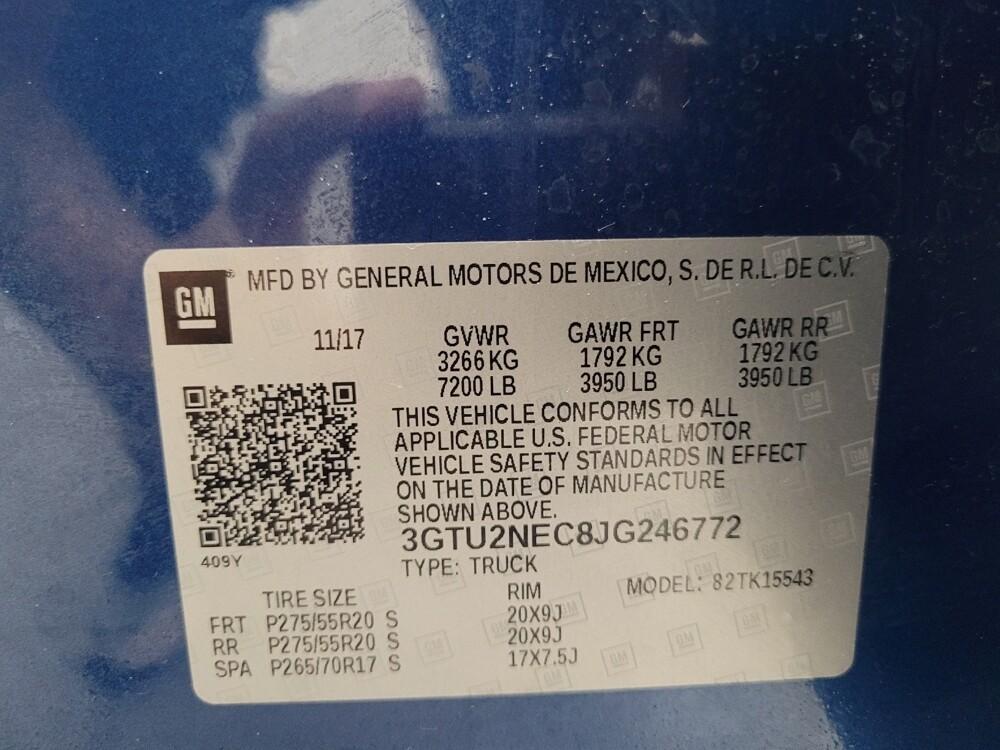 GM
MFD BY GENERAL MOTORS DE MEXICO, S. DE R.L. DE C.V.
11/17 GVWR GAWR FRT GAWR RR
3266 KG 1792 KG 1792 KG
7200 LB 3950 LB 3950 LB
THIS VEHICLE CONFORMS TO ALL
APPLICABLE U.S. FEDERAL MOTOR
VEHICLE SAFETY STANDARDS IN EFFECT
ON THE DATE OF MANUFACTURE
SHOWN ABOVE.
3GTU2NEC8JG246772
409Y
TYPE: TRUCK
MODEL: 82TK15543
TIRE SIZE RIM
FRT P275/55R20 S 20X9J
RR P275/55R20 S 20X9J
SPA P265/70R17 S 17X7.5J